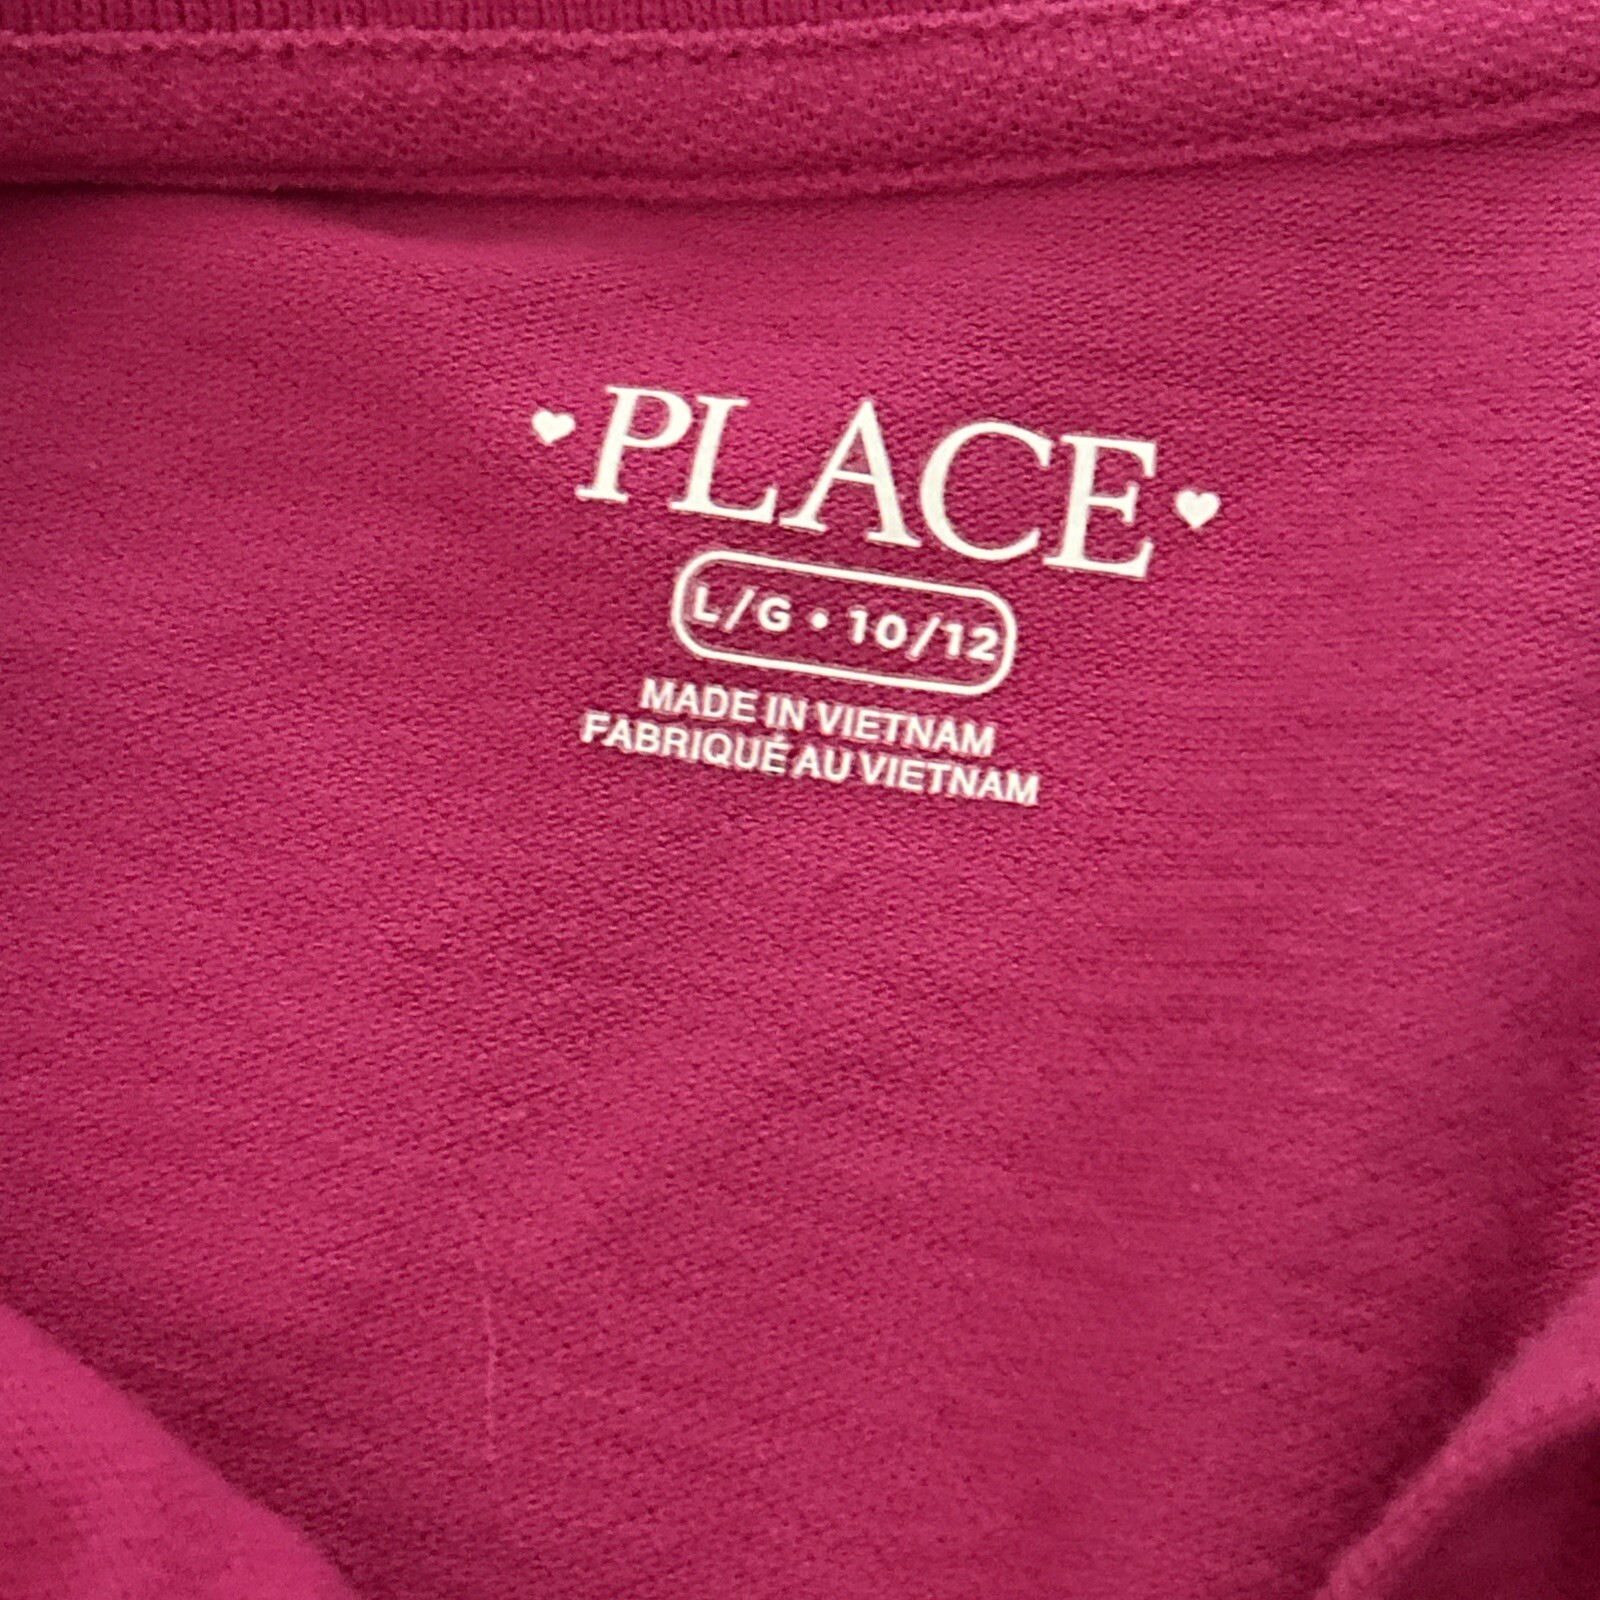 PLACE
L/G • 10/12
MADE IN VIETNAM
FABRIQUÉ AU VIETNAM